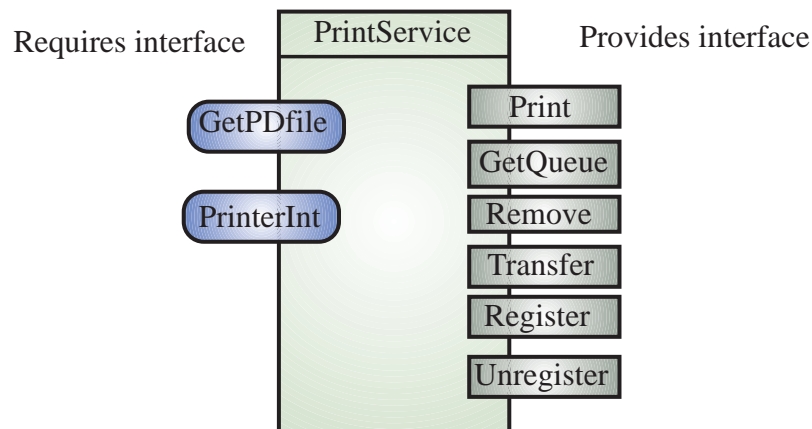 Requires interface
PrintService
Provides interface
GetPDfile
PrinterInt
Print
GetQueue
Remove
Transfer
Register
Unregister